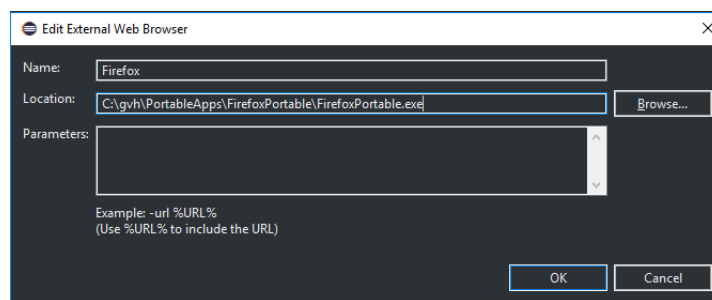 Edit External Web Browser
Name: Firefox
Location: C:\gvh\PortableApps\FirefoxPortable\FirefoxPortable.exe Browse...
Parameters:
Example: -url %URL%
(Use %URL% to include the URL)
OK Cancel